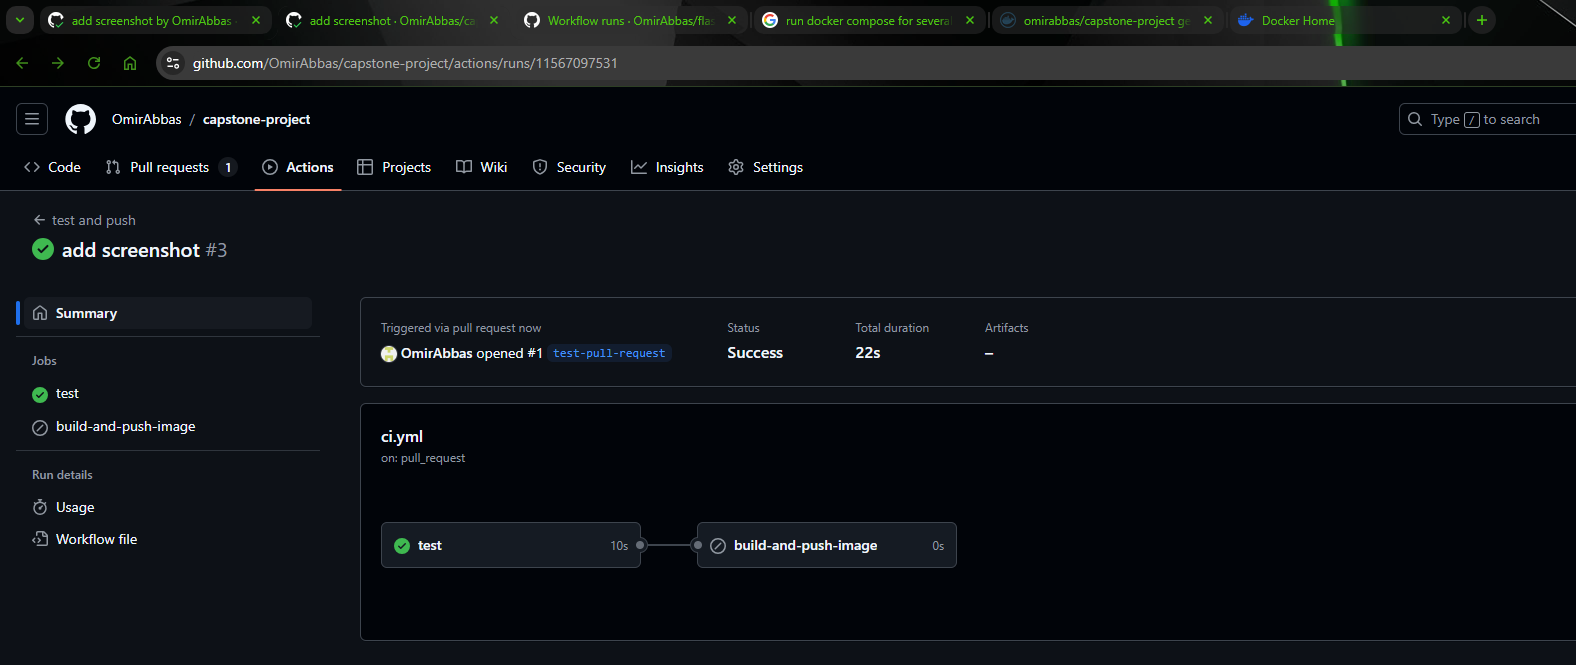 add screenshot by OmirAbbas
add screenshot · OmirAbbas/ca
Workflow runs · OmirAbbas/flas
run docker compose for several
omirabbas/capstone-project ge
Docker Home
github.com/OmirAbbas/capstone-project/actions/runs/11567097531
OmirAbbas / capstone-project
Type / to search
Code Pull requests 1 Actions Projects Wiki Security Insights Settings
test and push
add screenshot #3
Summary
Jobs
test
build-and-push-image
Run details
Usage
Workflow file
Triggered via pull request now
OmirAbbas opened #1 test-pull-request
Status
Success
Total duration
22s
Artifacts
–
ci.yml
on: pull_request
test 10s
build-and-push-image 0s